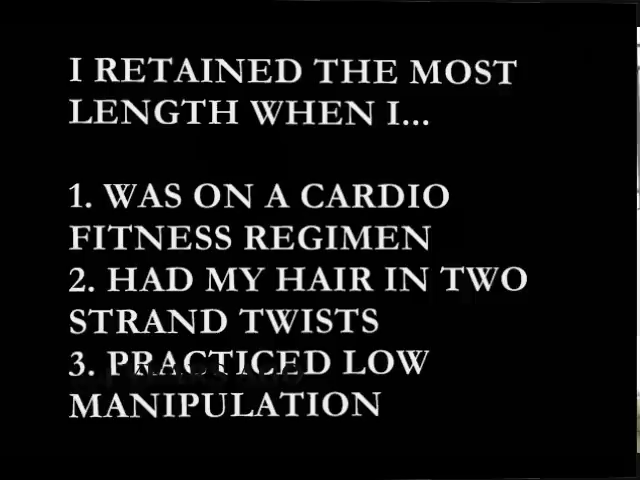 I RETAINED THE MOST
LENGTH WHEN I...
1. WAS ON A CARDIO
FITNESS REGIMEN
2. HAD MY HAIR IN TWO
STRAND TWISTS
3. PRACTICED LOW
MANIPULATION